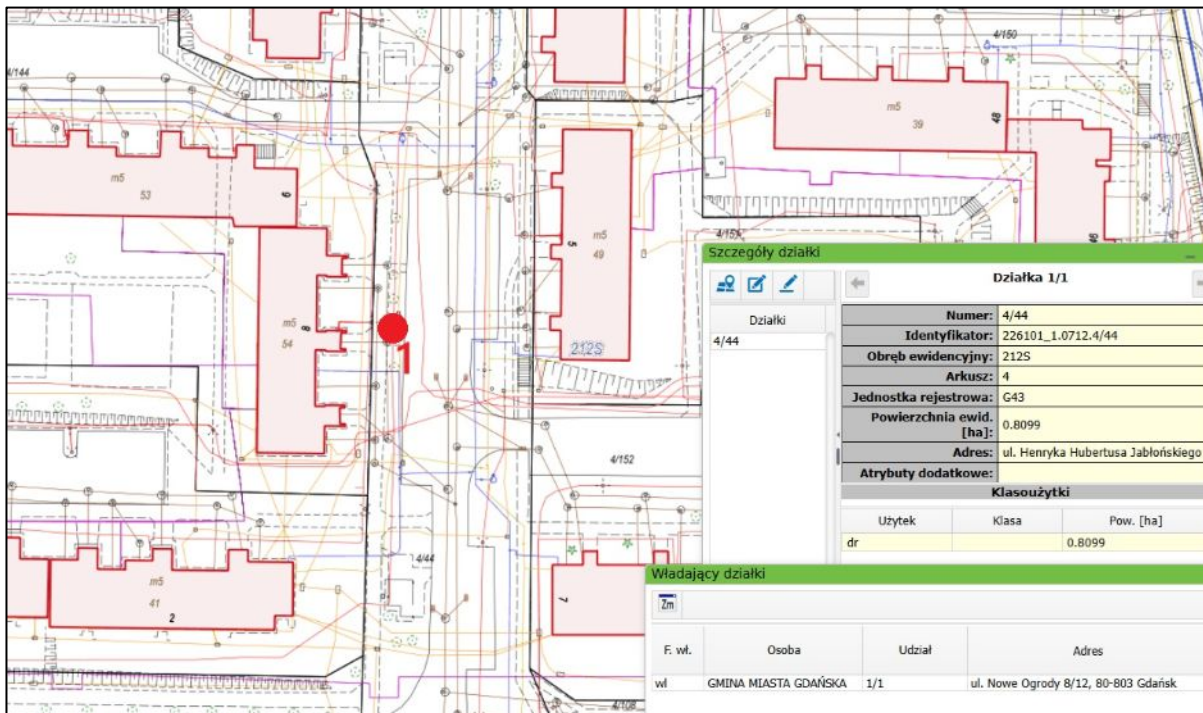 4/150
4/144
m5
39
48
m5
53
6
5
m5
49
4/151
46
m5
8
54
1
212S
4/152
4/44
m5
41
2
7
4/108
Szczegóły działki
Działki
4/44
Działka 1/1
Numer: 4/44
Identyfikator: 226101_1.0712.4/44
Obręb ewidencyjny: 212S
Arkusz: 4
Jednostka rejestrowa: G43
Powierzchnia ewid. [ha]: 0.8099
Adres: ul. Henryka Hubertusa Jabłońskiego
Atrybuty dodatkowe:
Klasoużytki
Użytek Klasa Pow. [ha]
dr 0.8099
Władający działki
Zm
F. wł. Osoba Udział Adres
wl GMINA MIASTA GDAŃSKA 1/1 ul. Nowe Ogrody 8/12, 80-803 Gdańsk